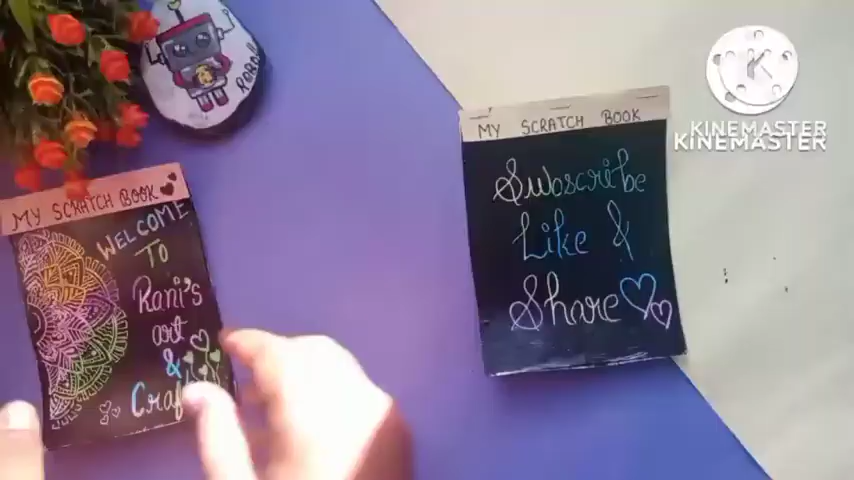 MY SCRATCH BOOK
WELCOME
TO
Rani's
art
&
Craft
MY SCRATCH BOOK
Subscribe
Like &
Share
KINEMASTER
KINEMASTER